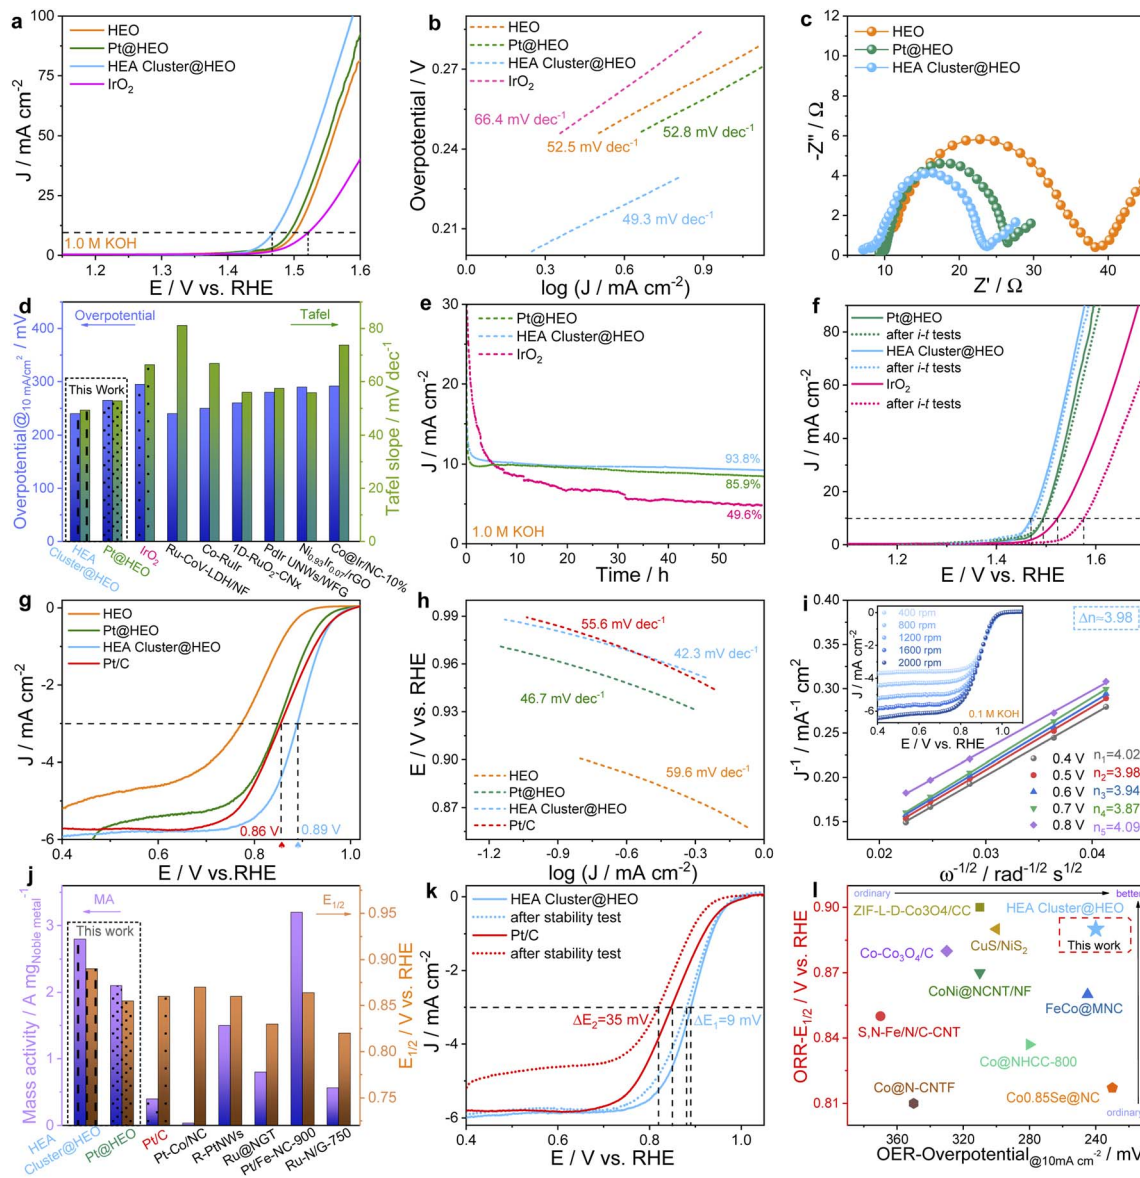 a
100
75
50
25
0
J / mA cm⁻²
HEO
Pt@HEO
HEA Cluster@HEO
IrO₂
1.0 M KOH
1.2 1.3 1.4 1.5 1.6
E / V vs. RHE
b
0.27
0.24
0.21
Overpotential / V
HEO
Pt@HEO
HEA Cluster@HEO
IrO₂
66.4 mV dec⁻¹
52.8 mV dec⁻¹
52.5 mV dec⁻¹
49.3 mV dec⁻¹
0.0 0.3 0.6 0.9
log (J / mA cm⁻²)
c
12
10
8
6
4
2
0
-Z'' / Ω
HEO
Pt@HEO
HEA Cluster@HEO
10 20 30 40
Z' / Ω
d
400
350
300
250
200
100
0
Overpotential@10 mA/cm² / mV
Overpotential
Tafel
This Work
80
60
40
20
0
Tafel slope / mV dec⁻¹
HEA
Cluster@HEO
Pt@HEO
IrO₂
Ru-CoV-LDH/NF
Co-RuIr
1D-RuO₂-CNx
PdIr UNWs/WFG
Ni₀.₉₃Ir₀.₀₇/rGO
Co@Ir/NC-10%
e
30
25
20
15
10
5
0
J / mA cm⁻²
Pt@HEO
HEA Cluster@HEO
IrO₂
93.8%
85.9%
49.6%
1.0 M KOH
0 10 20 30 40 50
Time / h
f
80
60
40
20
0
J / mA cm⁻²
Pt@HEO
after i-t tests
HEA Cluster@HEO
after i-t tests
IrO₂
after i-t tests
1.2 1.4 1.6
E / V vs. RHE
g
0
-2
-4
-6
J / mA cm⁻²
HEO
Pt@HEO
HEA Cluster@HEO
Pt/C
0.86 V
0.89 V
0.4 0.6 0.8 1.0
E / V vs.RHE
h
0.99
0.96
0.93
0.90
0.87
E / V vs. RHE
55.6 mV dec⁻¹
42.3 mV dec⁻¹
46.7 mV dec⁻¹
59.6 mV dec⁻¹
HEO
Pt@HEO
HEA Cluster@HEO
Pt/C
-1.2 -0.9 -0.6 -0.3 0.0
log (J / mA cm⁻²)
i
0.40
0.35
0.30
0.25
0.20
0.15
J⁻¹ / mA⁻¹ cm²
400 rpm
800 rpm
1200 rpm
1600 rpm
2000 rpm
0
-2
-4
-6
J / mA cm⁻²
0.1 M KOH
0.4 0.6 0.8 1.0
E / V vs. RHE
Δn≈3.98
0.4 V n₁=4.02
0.5 V n₂=3.98
0.6 V n₃=3.94
0.7 V n₄=3.87
0.8 V n₅=4.09
0.02 0.03 0.04
ω⁻¹ᐟ² / rad⁻¹ᐟ² s¹ᐟ²
j
3
2
1
0
Mass activity / A mg Noble metal⁻¹
MA
This work
E₁/₂
0.95
0.90
0.85
0.80
0.75
E₁/₂ / V vs. RHE
HEA
Cluster@HEO
Pt@HEO
Pt/C
Pt-Co/NC
R-PtNWs
Ru@NGT
Pt/Fe-NC-900
Ru-N/G-750
k
0
-2
-4
-6
J / mA cm⁻²
HEA Cluster@HEO
after stability test
Pt/C
after stability test
ΔE₂=35 mV
ΔE₁=9 mV
0.4 0.6 0.8 1.0
E / V vs. RHE
l
ordinary
better
0.90
0.87
0.84
0.81
ORR-E₁/₂ / V vs. RHE
ZIF-L-D-Co3O4/CC
HEA Cluster@HEO
This work
CuS/NiS₂
Co-Co₃O₄/C
CoNi@NCNT/NF
FeCo@MNC
S,N-Fe/N/C-CNT
Co@NHCC-800
Co@N-CNTF
Co0.85Se@NC
ordinary
360 330 300 270 240
OER-Overpotential@10mA cm⁻² / mV